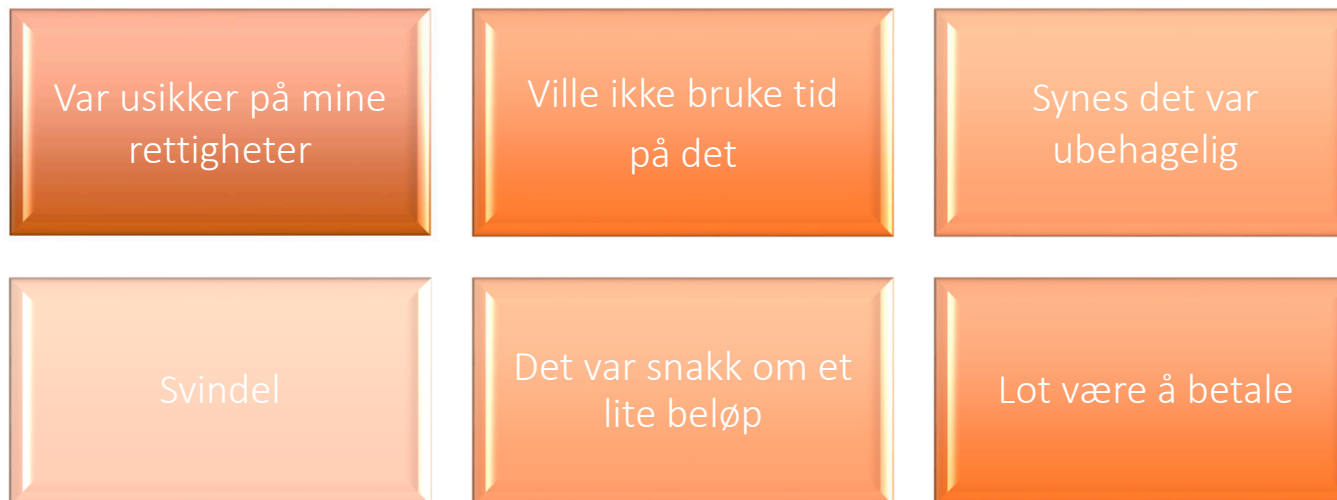 Var usikker på mine
rettigheter
Ville ikke bruke tid
på det
Synes det var
ubehagelig
Svindel
Det var snakk om et
lite beløp
Lot være å betale